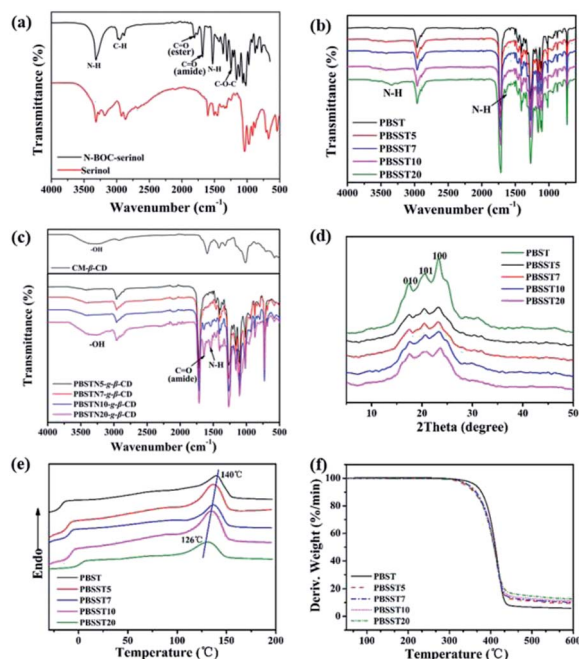 (a)
Transmittance (%)
N-H
C-H
C=O
(ester)
C=O
(amide)
N-H
C-O-C
N-BOC-serinol
Serinol
4000 3500 3000 2500 2000 1500 1000 500
Wavenumber (cm-1)
(b)
Transmittance (%)
N-H
N-H
PBST
PBSST5
PBSST7
PBSST10
PBSST20
4000 3500 3000 2500 2000 1500 1000
Wavenumber (cm-1)
(c)
Transmittance (%)
-OH
CM-β-CD
-OH
C=O
(amide)
N-H
PBSTN5-g-β-CD
PBSTN7-g-β-CD
PBSTN10-g-β-CD
PBSTN20-g-β-CD
4000 3500 3000 2500 2000 1500 1000 500
Wavenumber (cm-1)
(d)
010
101
100
PBST
PBSST5
PBSST7
PBSST10
PBSST20
10 20 30 40 50
2Theta (degree)
(e)
Endo
140℃
126℃
PBST
PBSST5
PBSST7
PBSST10
PBSST20
0 50 100 150 200
Temperature (℃)
(f)
Deriv. Weight (%/min)
100
80
60
40
20
0
PBST
PBSST5
PBSST7
PBSST10
PBSST20
100 200 300 400 500 600
Temperature (℃)